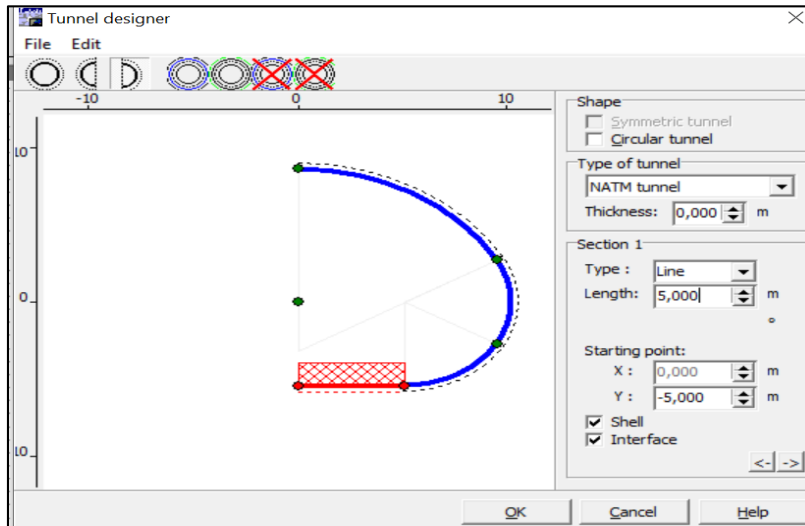 Tunnel designer
File Edit
-10 0 10
10
0
10
Shape
Symmetric tunnel
Circular tunnel
Type of tunnel
NATM tunnel
Thickness: 0,000 m
Section 1
Type : Line
Length: 5,000 m
°
Starting point:
X : 0,000 m
Y : -5,000 m
Shell
Interface
<- ->
OK Cancel Help